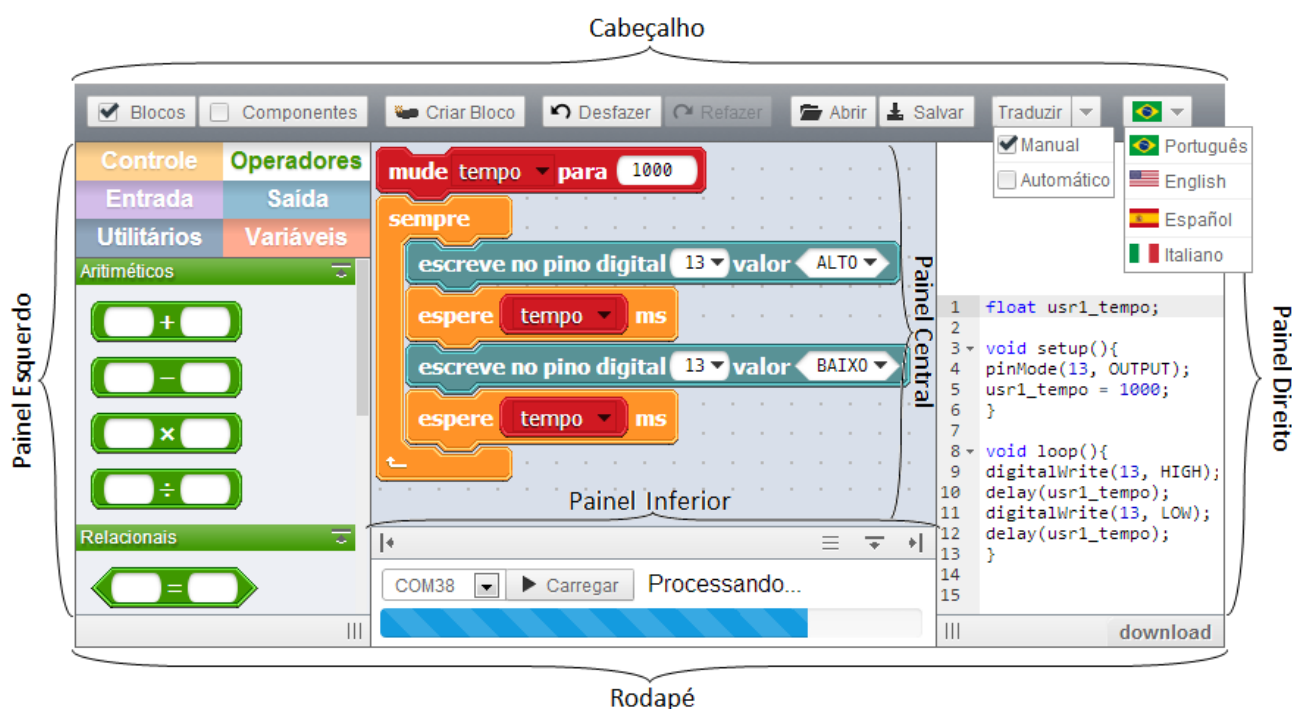 Cabeçalho
Blocos Componentes Criar Bloco Desfazer Refazer Abrir Salvar Traduzir
Manual
Automático
Português
English
Español
Italiano
Painel Esquerdo
Controle Operadores
Entrada Saída
Utilitários Variáveis
Aritiméticos
+
−
×
÷
Relacionais
=
mude tempo para 1000
sempre
escreve no pino digital 13 valor ALTO
espere tempo ms
escreve no pino digital 13 valor BAIXO
espere tempo ms
Painel Central
Painel Inferior
COM38 Carregar Processando...
1 float usr1_tempo;
2
3 void setup(){
4 pinMode(13, OUTPUT);
5 usr1_tempo = 1000;
6 }
7
8 void loop(){
9 digitalWrite(13, HIGH);
10 delay(usr1_tempo);
11 digitalWrite(13, LOW);
12 delay(usr1_tempo);
13 }
14
15
download
Painel Direito
Rodapé